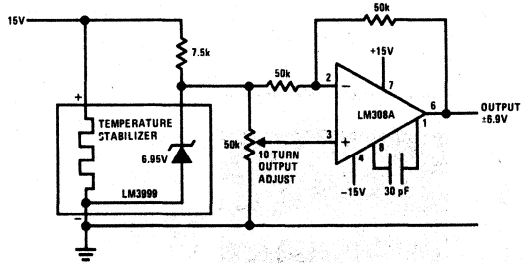 50k
15V
7.5k
+15V
50k
2
7
+
−
TEMPERATURE
STABILIZER
LM308A
6
OUTPUT
±6.9V
1
50k
3
+
6.95V
10 TURN
OUTPUT
ADJUST
4
8
−15V
30 pF
LM3999
−